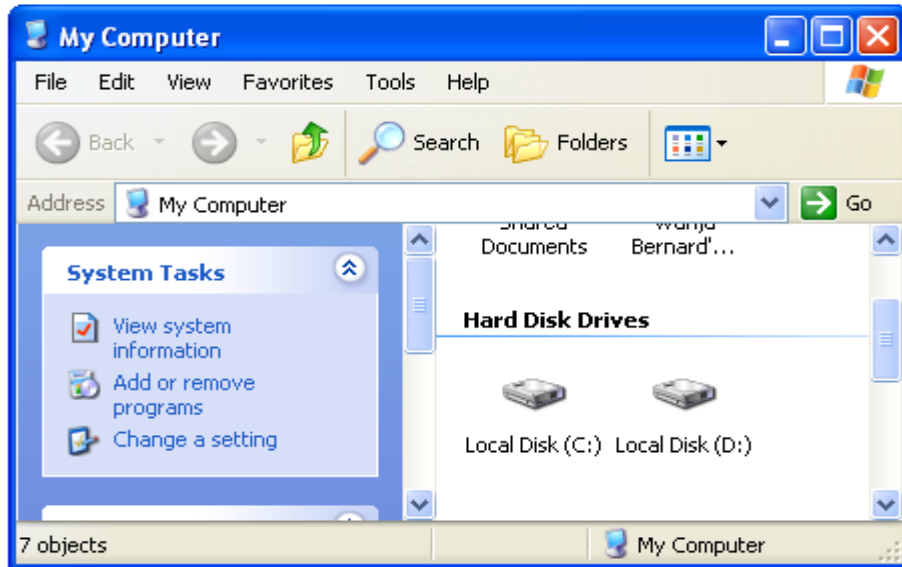 My Computer
File Edit View Favorites Tools Help
Back Search Folders
Address My Computer Go
System Tasks
View system
information
Add or remove
programs
Change a setting
Shared
Documents
Bernard'...
Hard Disk Drives
Local Disk (C:) Local Disk (D:)
7 objects My Computer